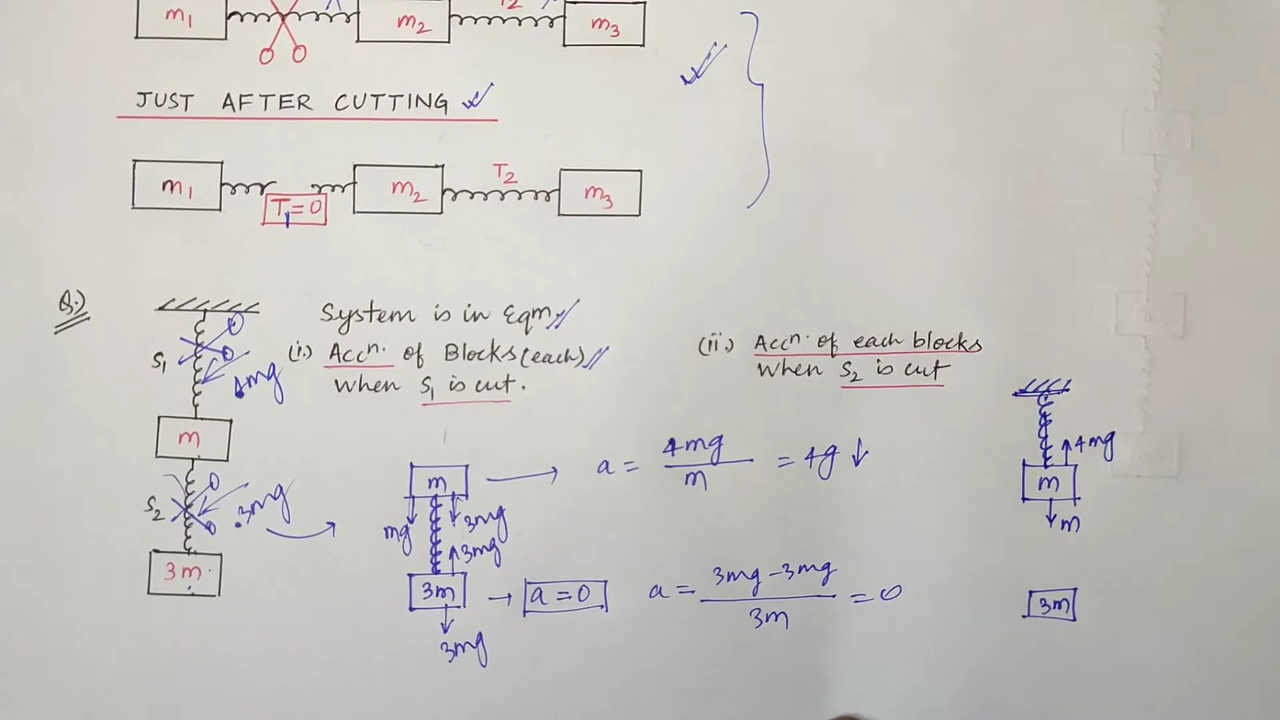 m₁ m₂ T₂ m₃
JUST AFTER CUTTING
m₁ T₁=0 m₂ T₂ m₃
Q.)
System is in Eqm
(i.) Accⁿ. of Blocks (each)
when S₁ is cut.
(ii.) Accⁿ. of each blocks
when S₂ is cut
S₁
4mg
m
S₂
3mg
3m.
m
mg
3mg
3mg
3m
3mg
a = 4mg/m = 4g ↓
→ a=0
a = 3mg-3mg/3m = 0
4mg
m
m
3m